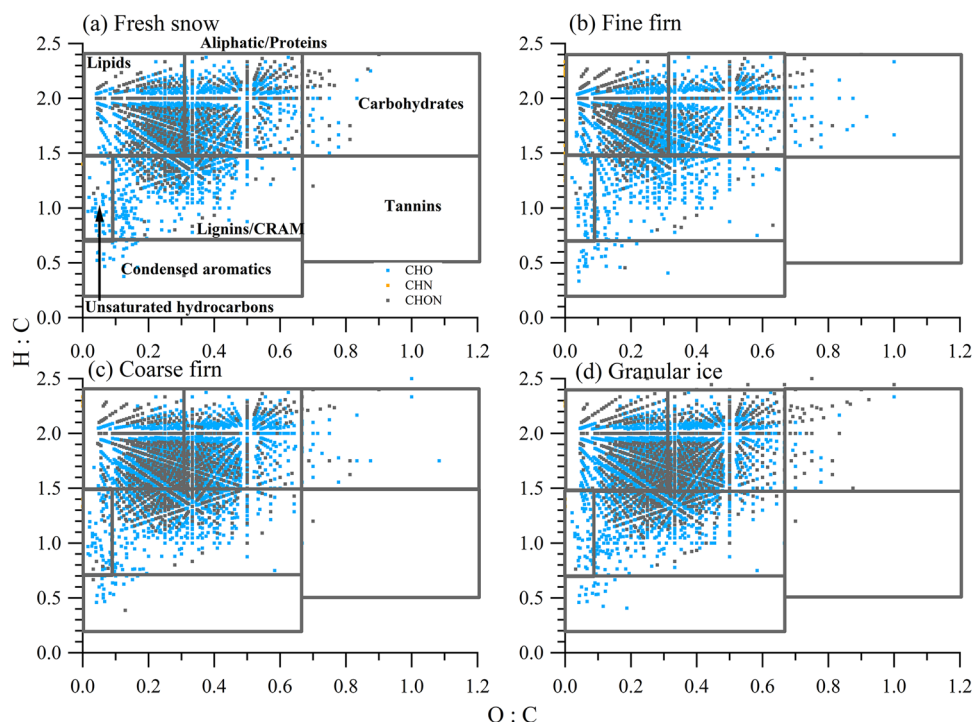 (a) Fresh snow
(b) Fine firn
Aliphatic/Proteins
2.5
Lipids
2.0
Carbohydrates
1.5
1.0
Tannins
Lignins/CRAM
0.5
Condensed aromatics
CHO
CHN
CHON
Unsaturated hydrocarbons
0.0
0.0 0.2 0.4 0.6 0.8 1.0 1.2
2.5
2.0
1.5
1.0
0.5
0.0
0.0 0.2 0.4 0.6 0.8 1.0 1.2
H : C
(c) Coarse firn
(d) Granular ice
2.5
2.0
1.5
1.0
0.5
0.0
0.0 0.2 0.4 0.6 0.8 1.0 1.2
2.5
2.0
1.5
1.0
0.5
0.0
0.0 0.2 0.4 0.6 0.8 1.0 1.2
O : C